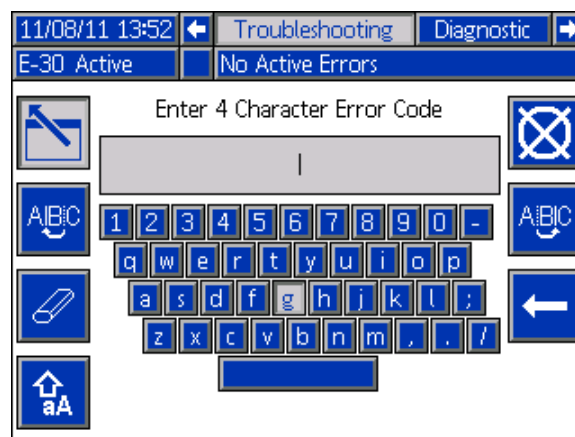 11/08/11 13:52 Troubleshooting Diagnostic
E-30 Active No Active Errors
Enter 4 Character Error Code
ABC 1 2 3 4 5 6 7 8 9 0 - ABC
q w e r t y u i o p
a s d f g h j k l ;
z x c v b n m , . /
aA